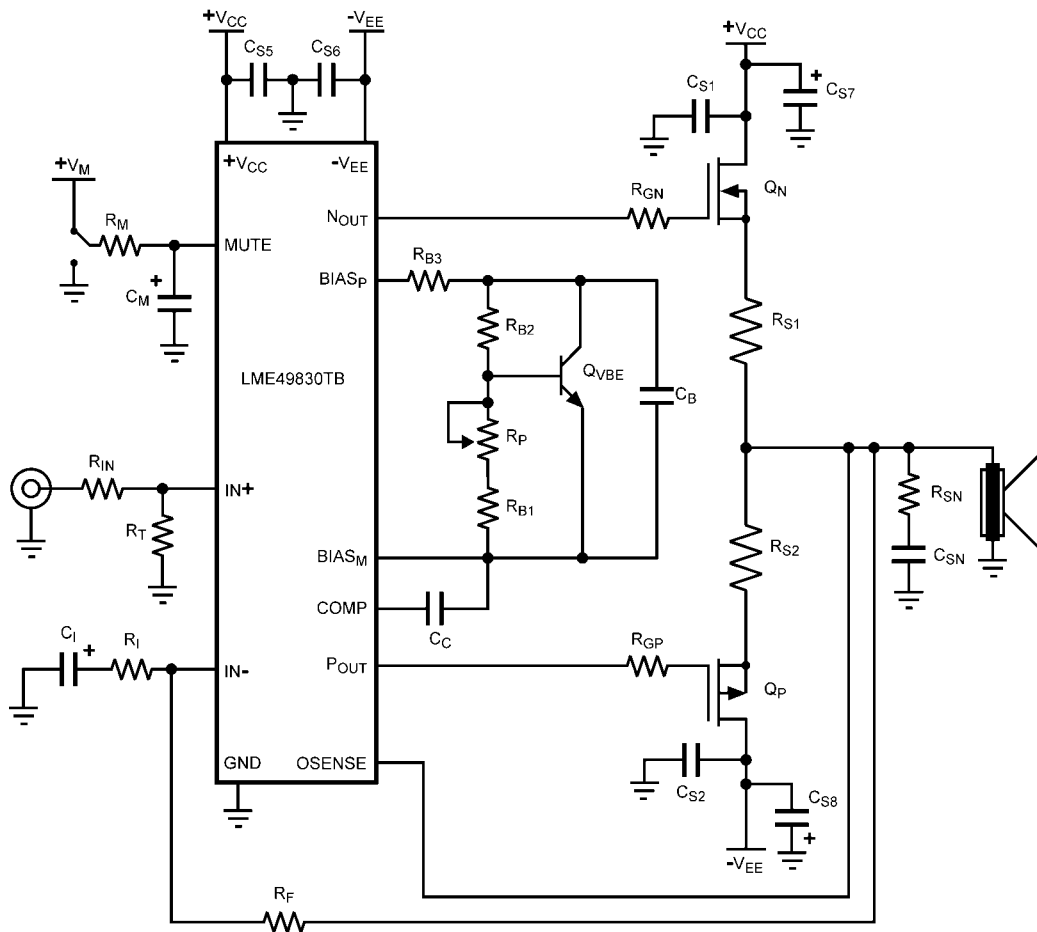 +VCC
-VEE
CS5
CS6
+VCC
CS1
+
CS7
+VCC
-VEE
+VM
RM
MUTE
+
CM
NOUT
RGN
QN
BIASP
RB3
RB2
QVBE
CB
RS1
LME49830TB
RP
RIN
IN+
RT
RB1
RSN
CSN
BIASM
RS2
COMP
CC
CI
+
RI
IN-
POUT
RGP
QP
GND
OSENSE
CS2
CS8
+
-VEE
RF